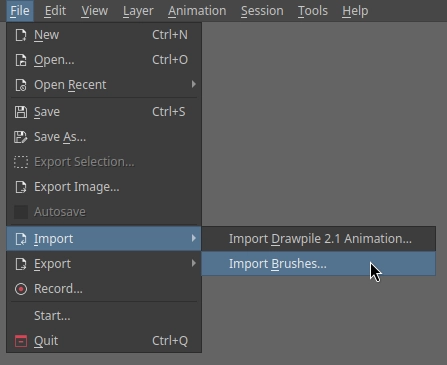 File Edit View Layer Animation Session Tools Help
New Ctrl+N
Open... Ctrl+O
Open Recent
Save Ctrl+S
Save As...
Export Selection...
Export Image...
Autosave
Import
Import Drawpile 2.1 Animation...
Export
Import Brushes...
Record...
Start...
Quit Ctrl+Q